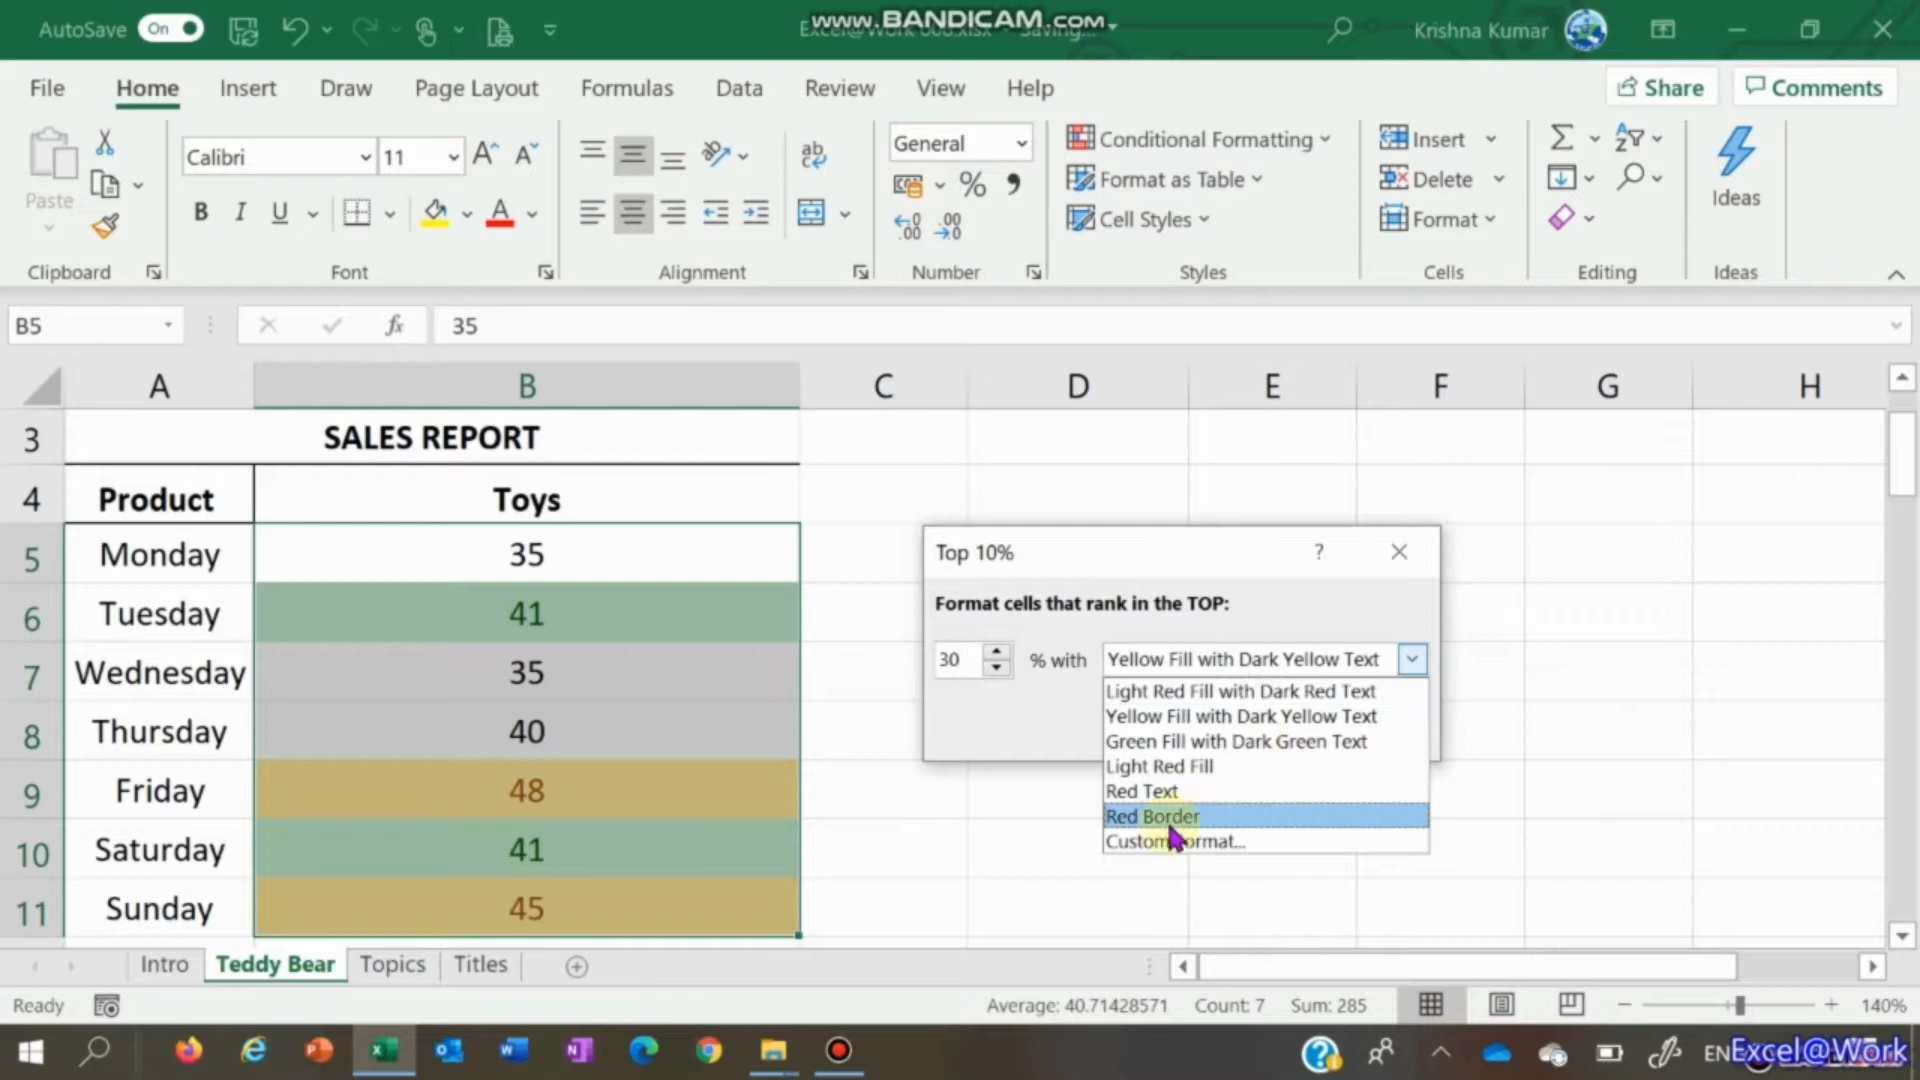 AutoSave On
www.BANDICAM.com
Saving...
Krishna Kumar
File Home Insert Draw Page Layout Formulas Data Review View Help Share Comments
Paste
Calibri 11
B I U
ab
General
% 
Conditional Formatting
Format as Table
Cell Styles
Insert
Delete
Format
Ideas
Clipboard Font Alignment Number Styles Cells Editing Ideas
B5 fx 35
A B C D E F G H
3 SALES REPORT
4 Product Toys
5 Monday 35
6 Tuesday 41
7 Wednesday 35
8 Thursday 40
9 Friday 48
10 Saturday 41
11 Sunday 45
Top 10% ?
Format cells that rank in the TOP:
30 % with Yellow Fill with Dark Yellow Text
Light Red Fill with Dark Red Text
Yellow Fill with Dark Yellow Text
Green Fill with Dark Green Text
Light Red Fill
Red Text
Red Border
Custom Format...
Intro Teddy Bear Topics Titles
Ready Average: 40.71428571 Count: 7 Sum: 285 140%
EN Excel@Work